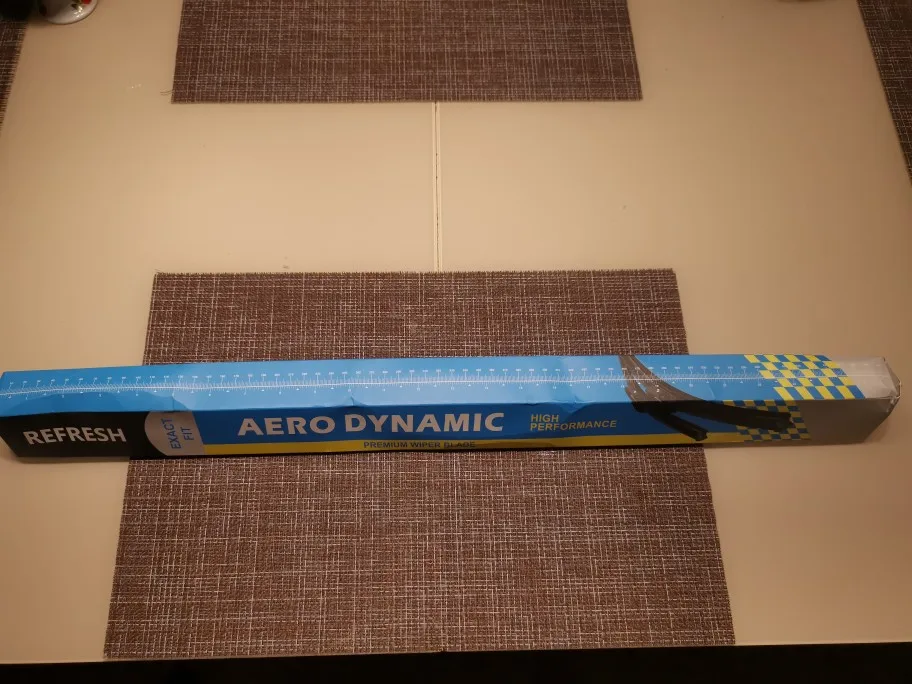 REFRESH
EXACT
FIT
AERO DYNAMIC
HIGH
PERFORMANCE
PREMIUM WIPER BLADE